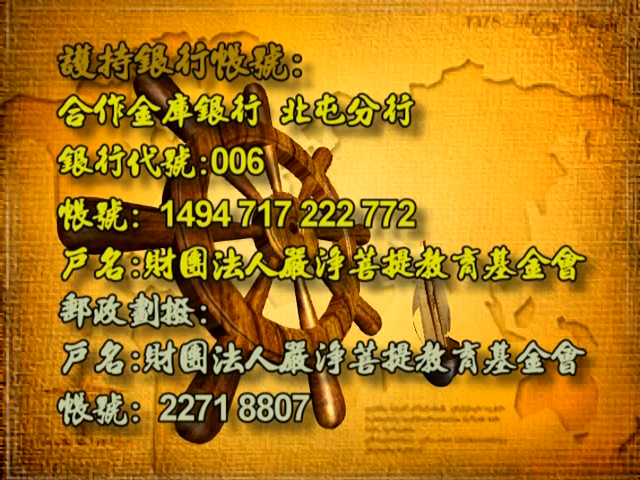 護持銀行帳號:
合作金庫銀行 北屯分行
銀行代號:006
帳號: 1494 717 222 772
戶名:財團法人嚴淨菩提教育基金會
郵政劃撥:
戶名:財團法人嚴淨菩提教育基金會
帳號: 2271 8807